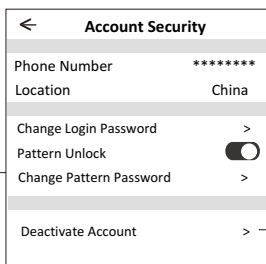 ← Account Security
Phone Number ********
Location China
Change Login Password >
Pattern Unlock
Change Pattern Password >
Deactivate Account >